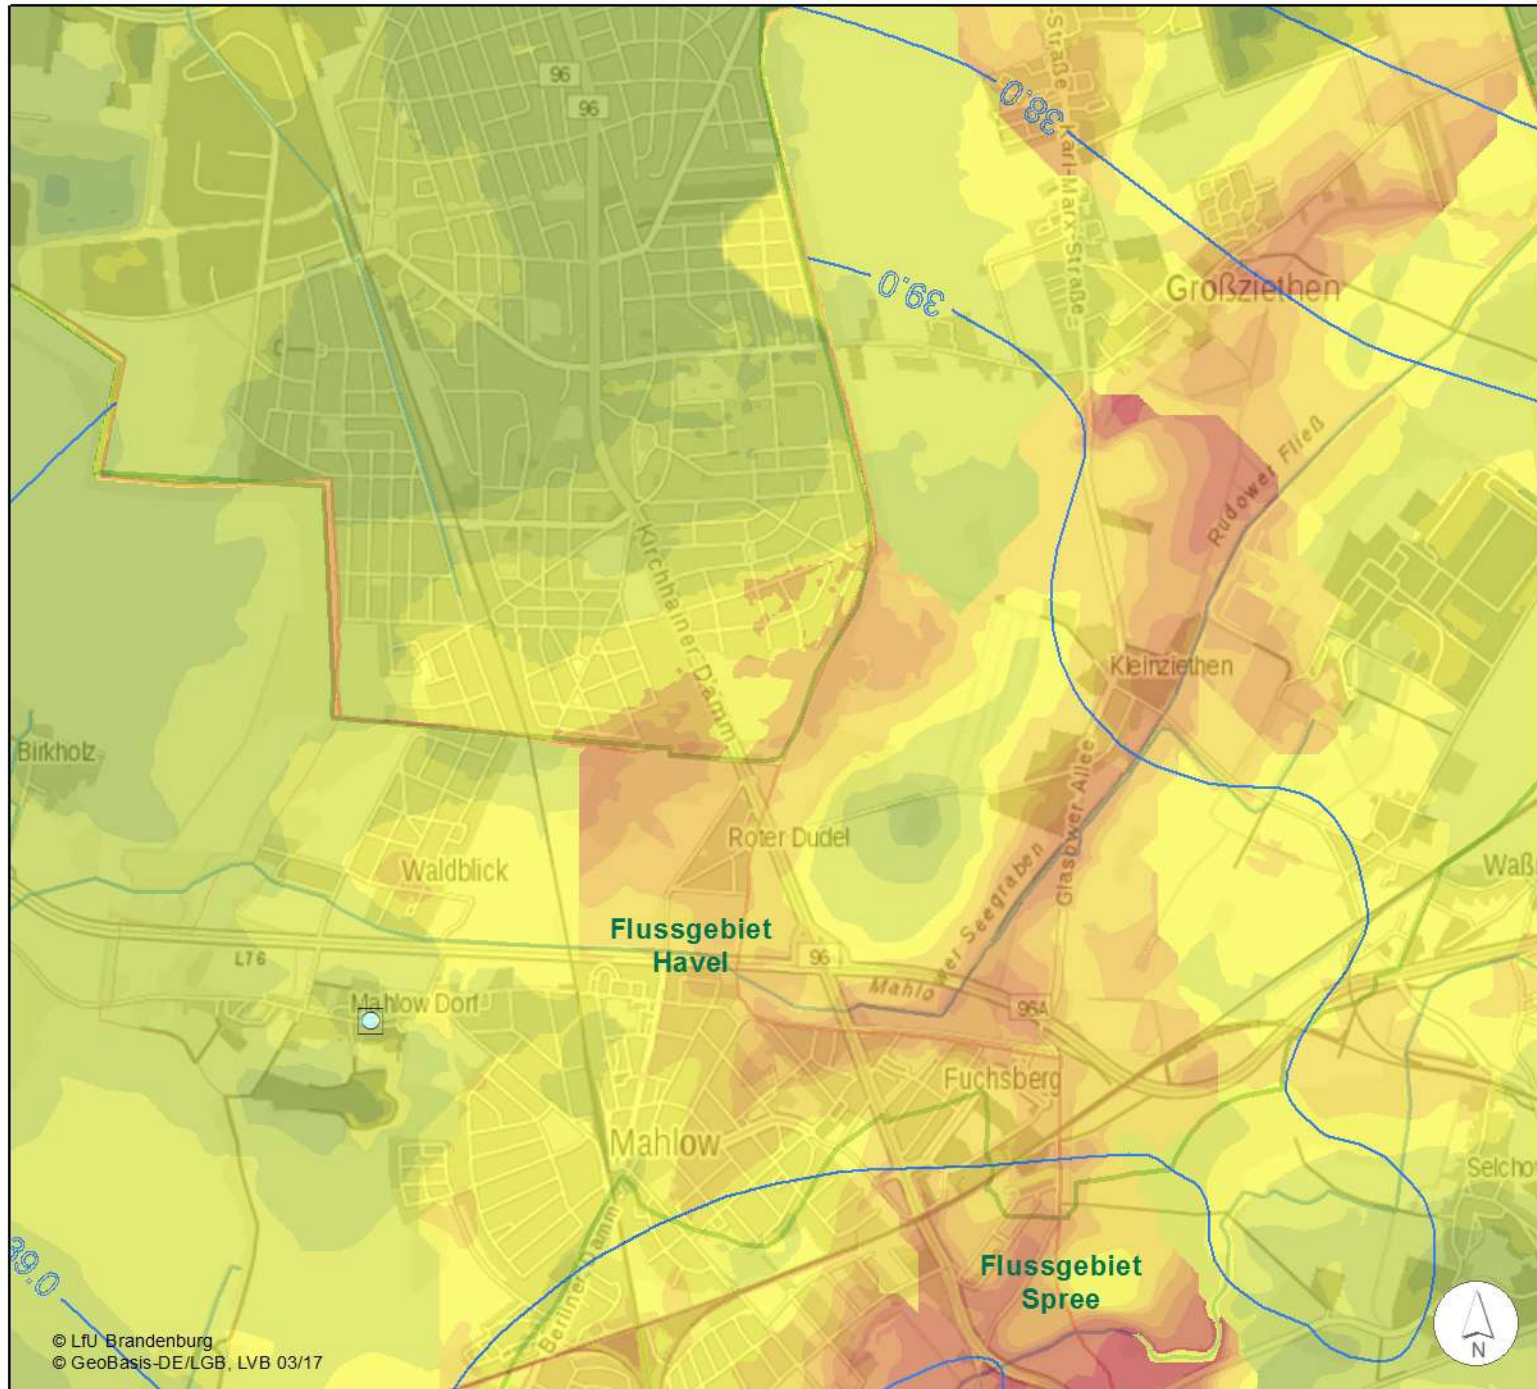 96
96
-Straße
Karl-Marx-Straße
38.0
39.0
Großziethen
Rudower Fließ
Kirchhainer Damm
Kleinziethen
Birkholz
Roter Dudel
Waldblick
Glasower Allee
Flussgebiet
Havel
96
L76
Mahlower Seegraben
96A
Mahlow Dorf
Fuchsberg
Mahlow
Berliner Damm
Flussgebiet
Spree
39.0
© LfU Brandenburg
© GeoBasis-DE/LGB, LVB 03/17
N